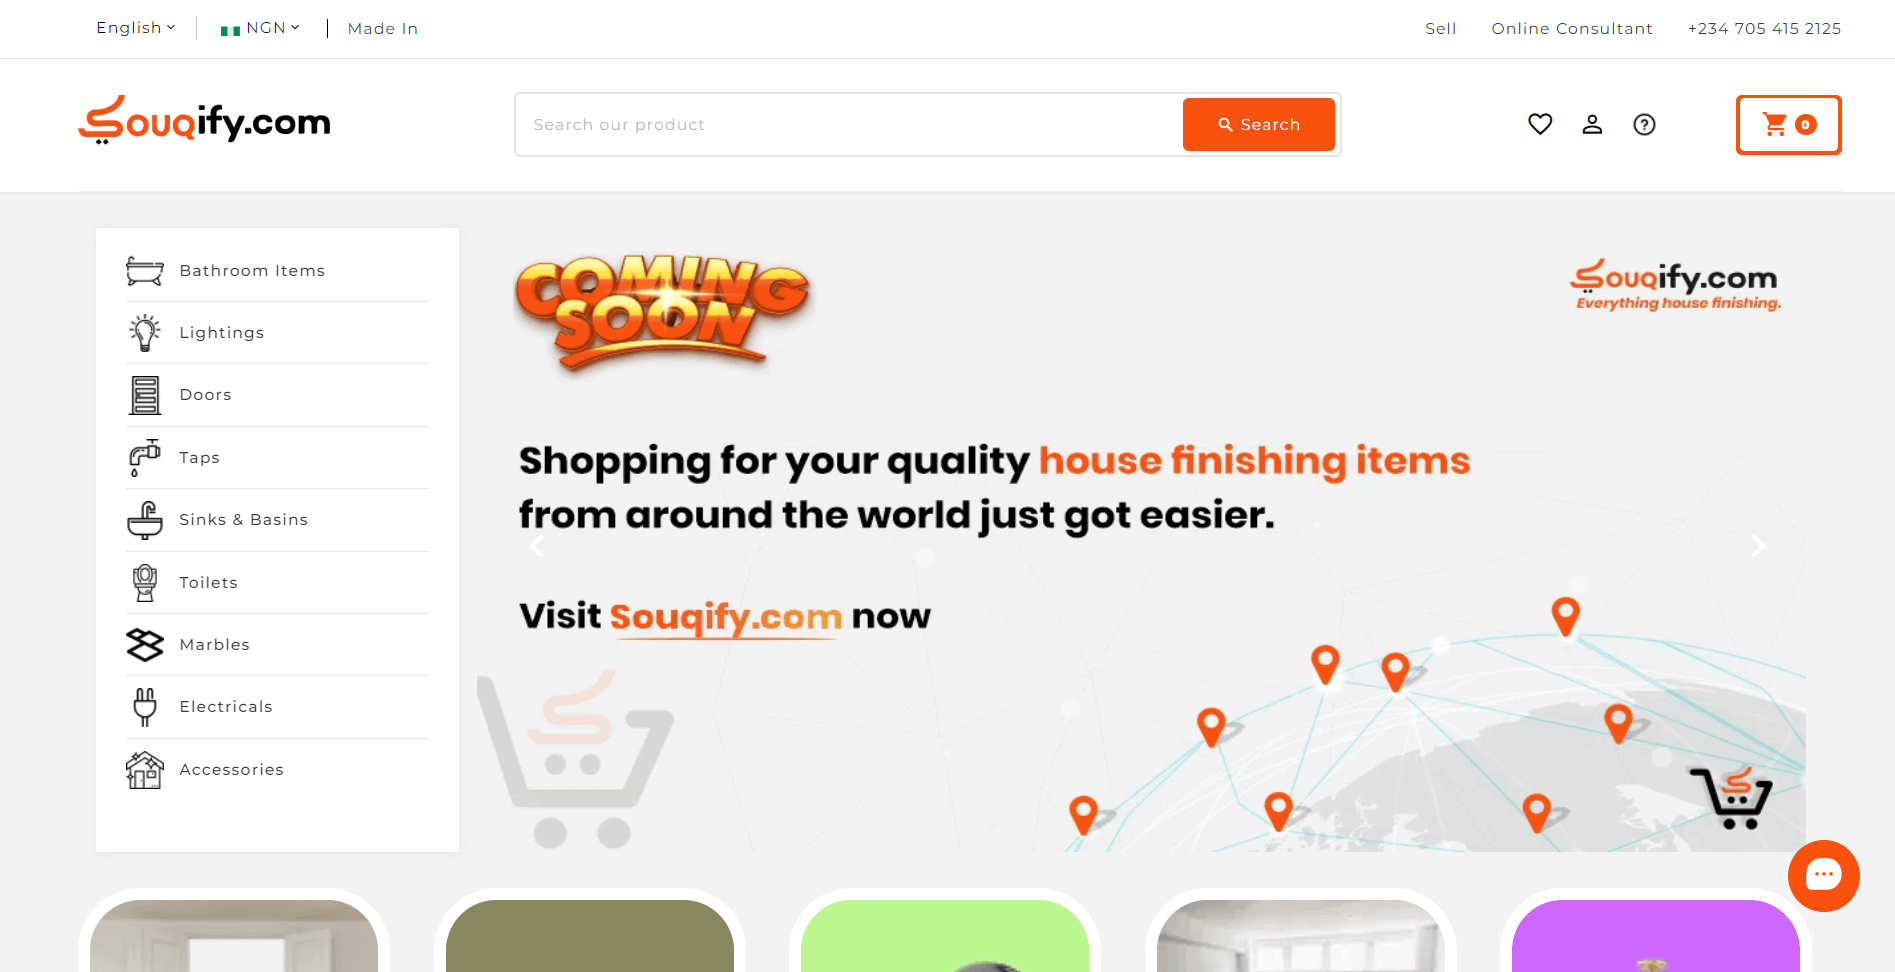 English NGN Made In Sell Online Consultant +234 705 415 2125
Souqify.com Search our product Search 0
Bathroom Items
Lightings
Doors
Taps
Sinks & Basins
Toilets
Marbles
Electricals
Accessories
COMING
SOON
Souqify.com
Everything house finishing.
Shopping for your quality house finishing items
from around the world just got easier.
Visit Souqify.com now